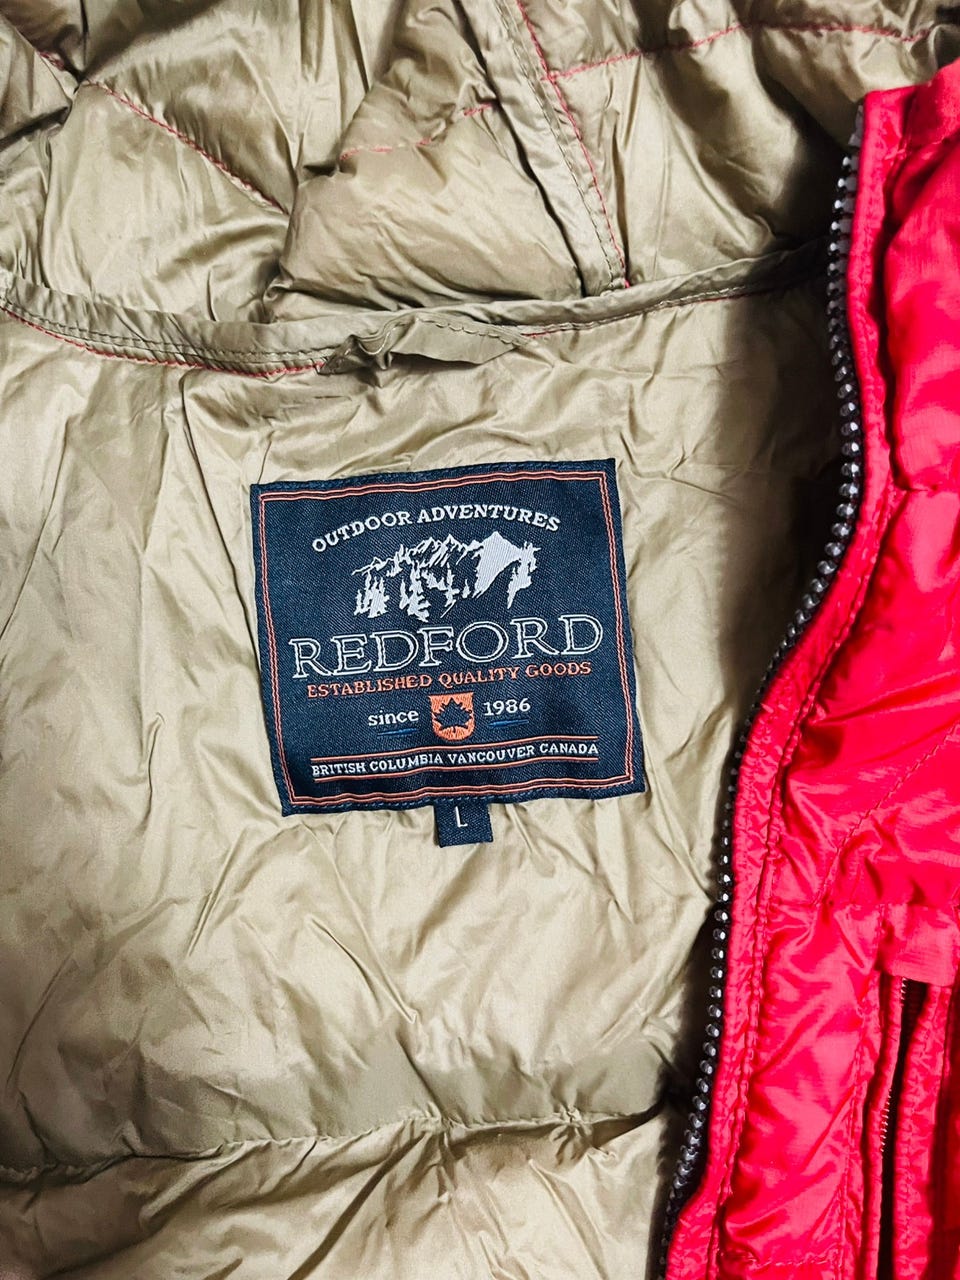 OUTDOOR ADVENTURES
REDFORD
ESTABLISHED QUALITY GOODS
since 1986
BRITISH COLUMBIA VANCOUVER CANADA
L